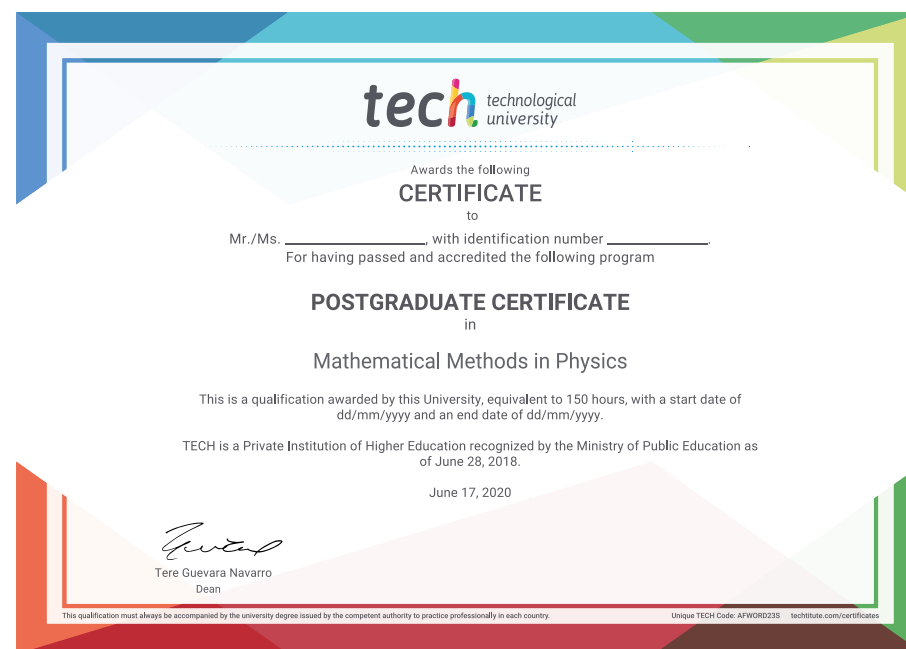 tech technological
university
Awards the following
CERTIFICATE
to
Mr./Ms. ____________, with identification number ____________.
For having passed and accredited the following program
POSTGRADUATE CERTIFICATE
in
Mathematical Methods in Physics
This is a qualification awarded by this University, equivalent to 150 hours, with a start date of
dd/mm/yyyy and an end date of dd/mm/yyyy.
TECH is a Private Institution of Higher Education recognized by the Ministry of Public Education as
of June 28, 2018.
June 17, 2020
Tere Guevara Navarro
Dean
This qualification must always be accompanied by the university degree issued by the competent authority to practice professionally in each country.
Unique TECH Code: AFWORD23S techtitute.com/certificates